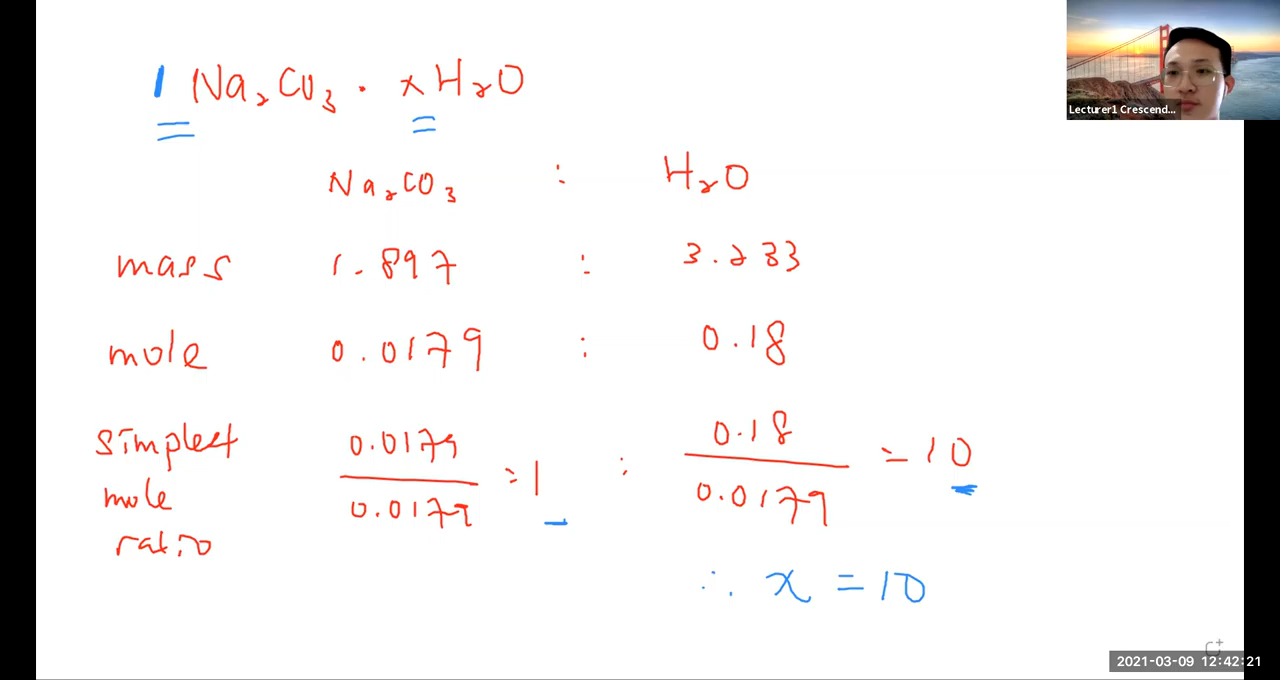 1 Na₂CO₃ · xH₂O
Na₂CO₃ : H₂O
mass 1.897 : 3.233
mole 0.0179 : 0.18
simplest mole ratio 0.0179/0.0179 = 1 : 0.18/0.0179 = 10
∴ x = 10
Lecturer1 Crescend...
2021-03-09 12:42:21